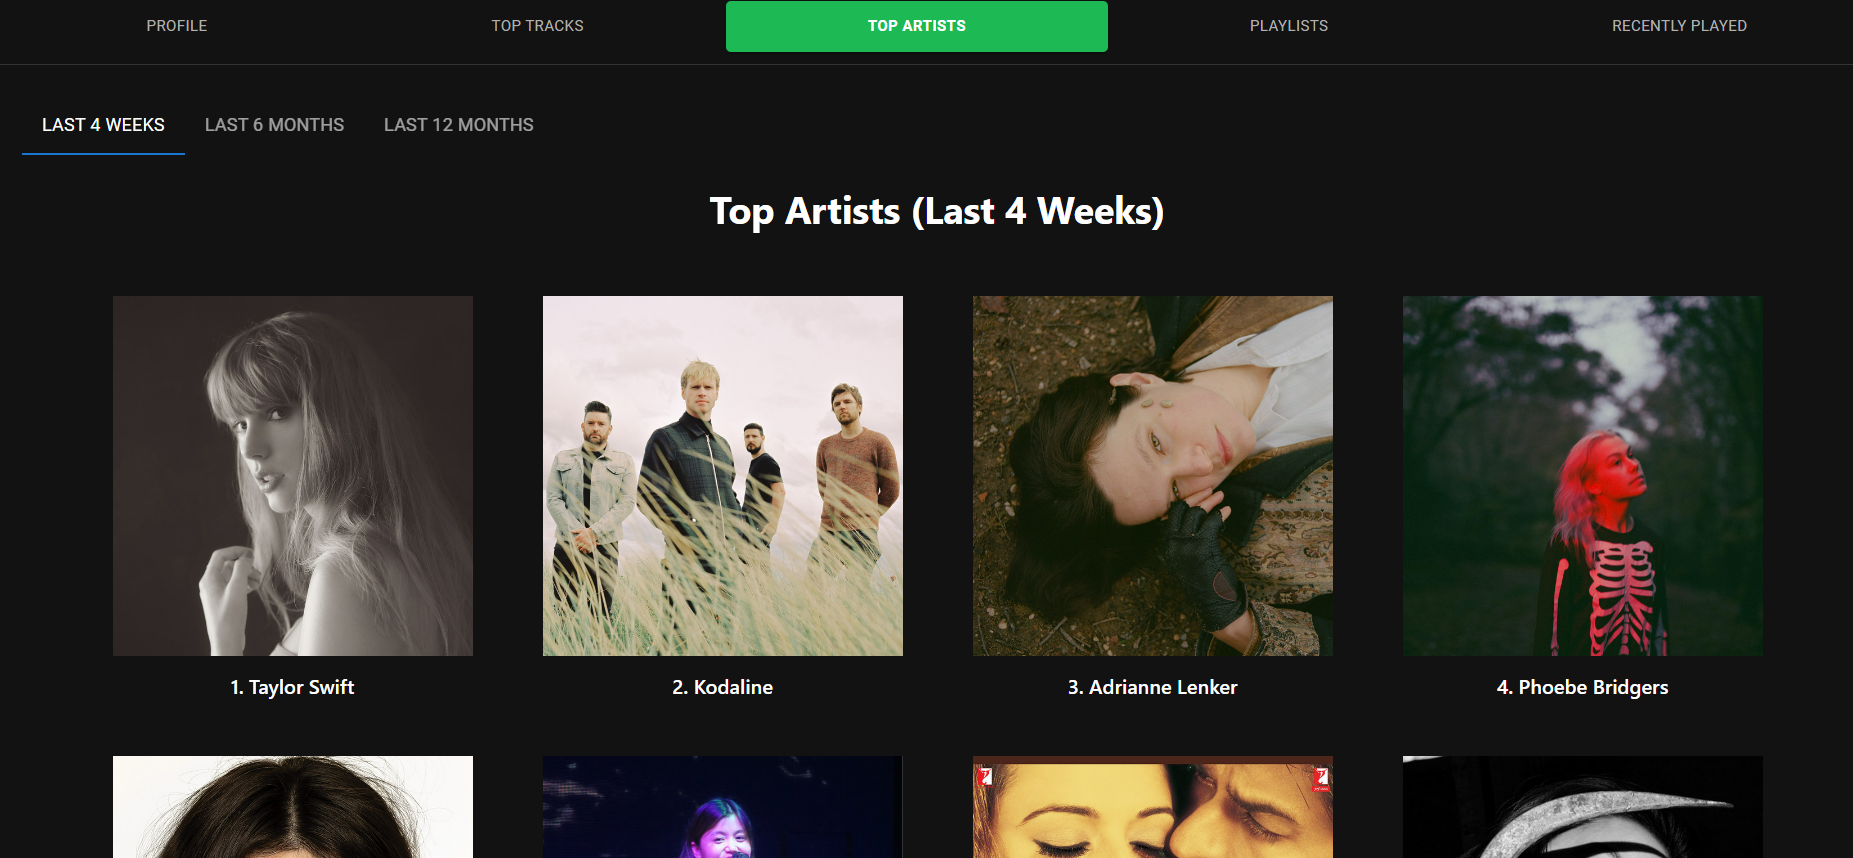 PROFILE TOP TRACKS TOP ARTISTS PLAYLISTS RECENTLY PLAYED
LAST 4 WEEKS LAST 6 MONTHS LAST 12 MONTHS
Top Artists (Last 4 Weeks)
1. Taylor Swift 2. Kodaline 3. Adrianne Lenker 4. Phoebe Bridgers